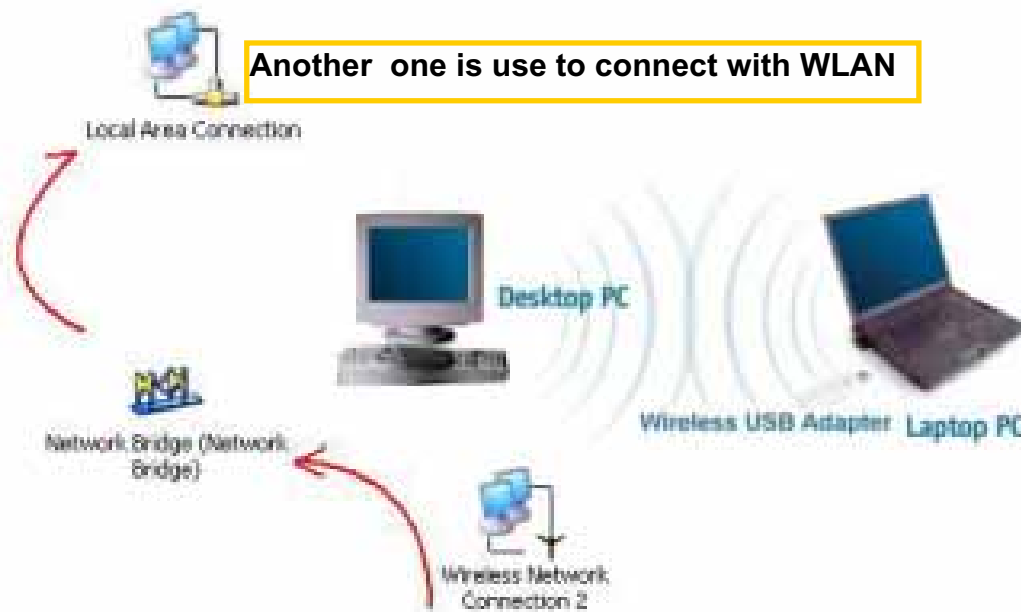 Another one is use to connect with WLAN
Local Area Connection
Desktop PC
Wireless USB Adapter
Laptop PC
Network Bridge (Network
Bridge)
Wireless Network
Connection 2